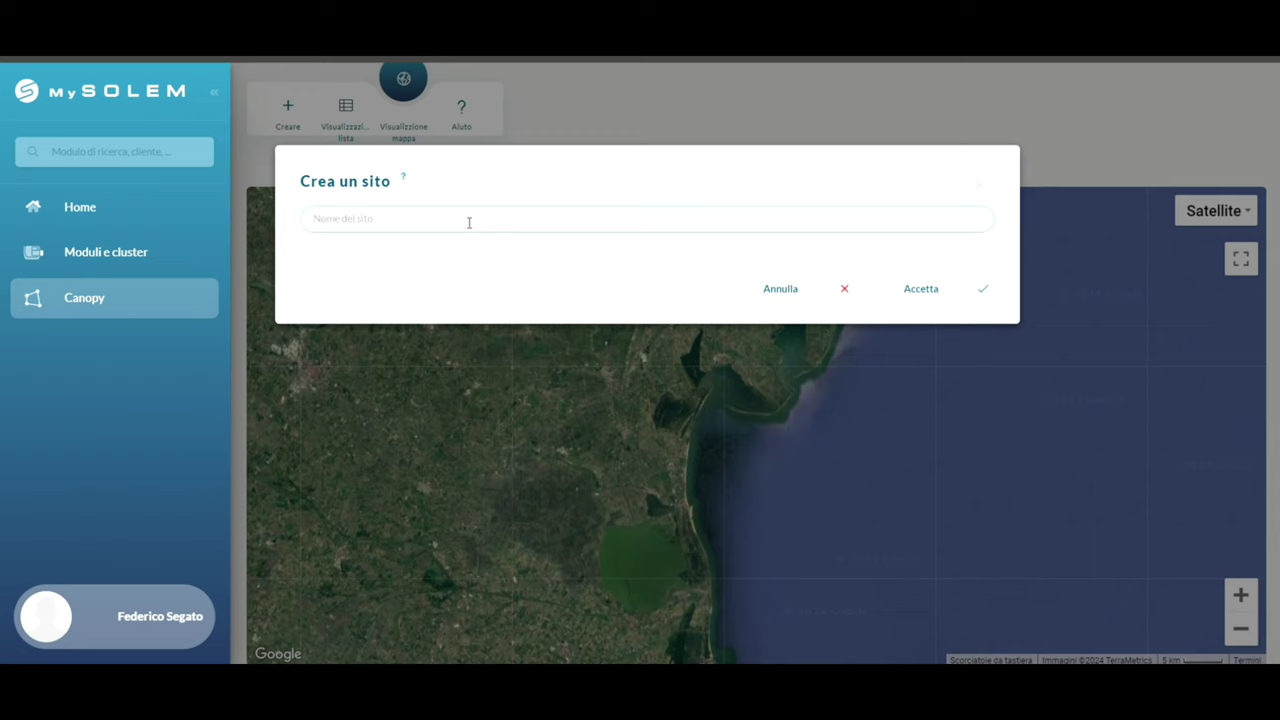 MySOLEM
«
Modulo di ricerca, cliente, ...
Home
Moduli e cluster
Canopy
Federico Segato
Creare
Visualizzazi...
lista
Visualizzione
mappa
?
Aiuto
Crea un sito ?
Nome del sito
Annulla
Accetta
Satellite
Google
Scorciatoie da tastiera
Immagini ©2024 TerraMetrics
5 km
Termini